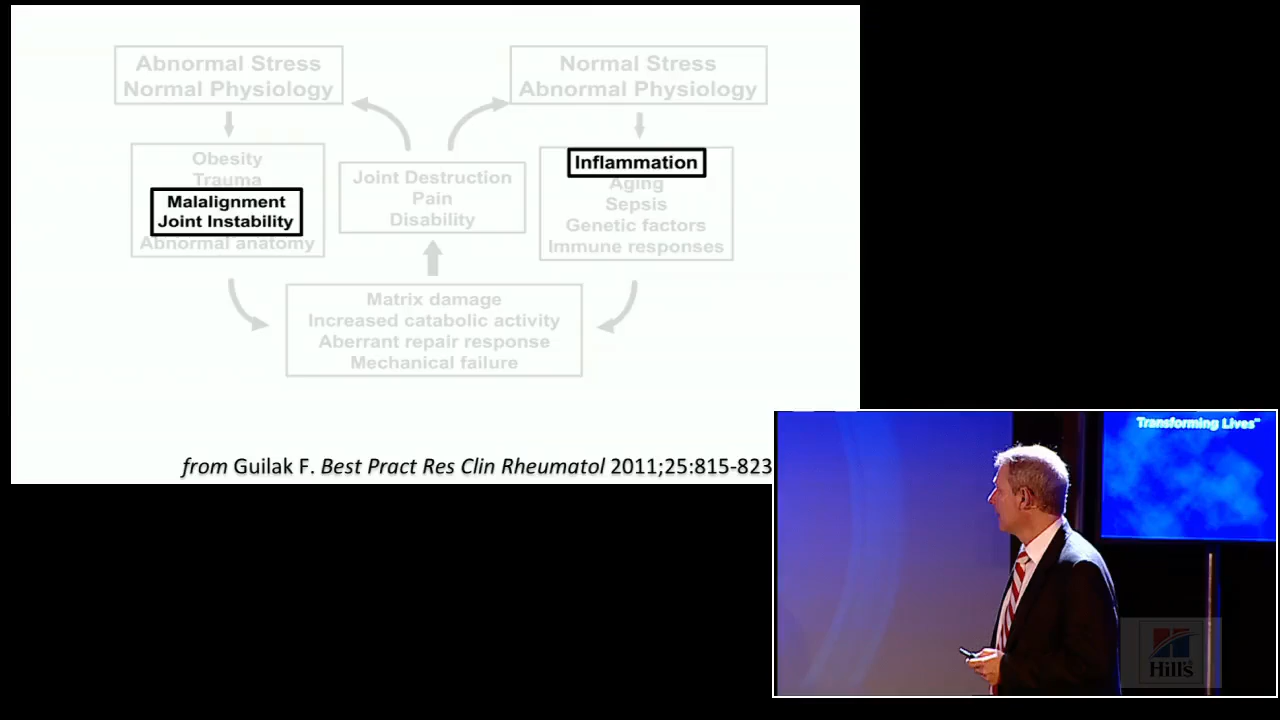 Abnormal Stress
Normal Physiology
Normal Stress
Abnormal Physiology
Obesity
Trauma
Malalignment
Joint Instability
Abnormal anatomy
Joint Destruction
Pain
Disability
Inflammation
Aging
Sepsis
Genetic factors
Immune responses
Matrix damage
Increased catabolic activity
Aberrant repair response
Mechanical failure
from Guilak F. Best Pract Res Clin Rheumatol 2011;25:815-823
Transforming Lives™
Hill's